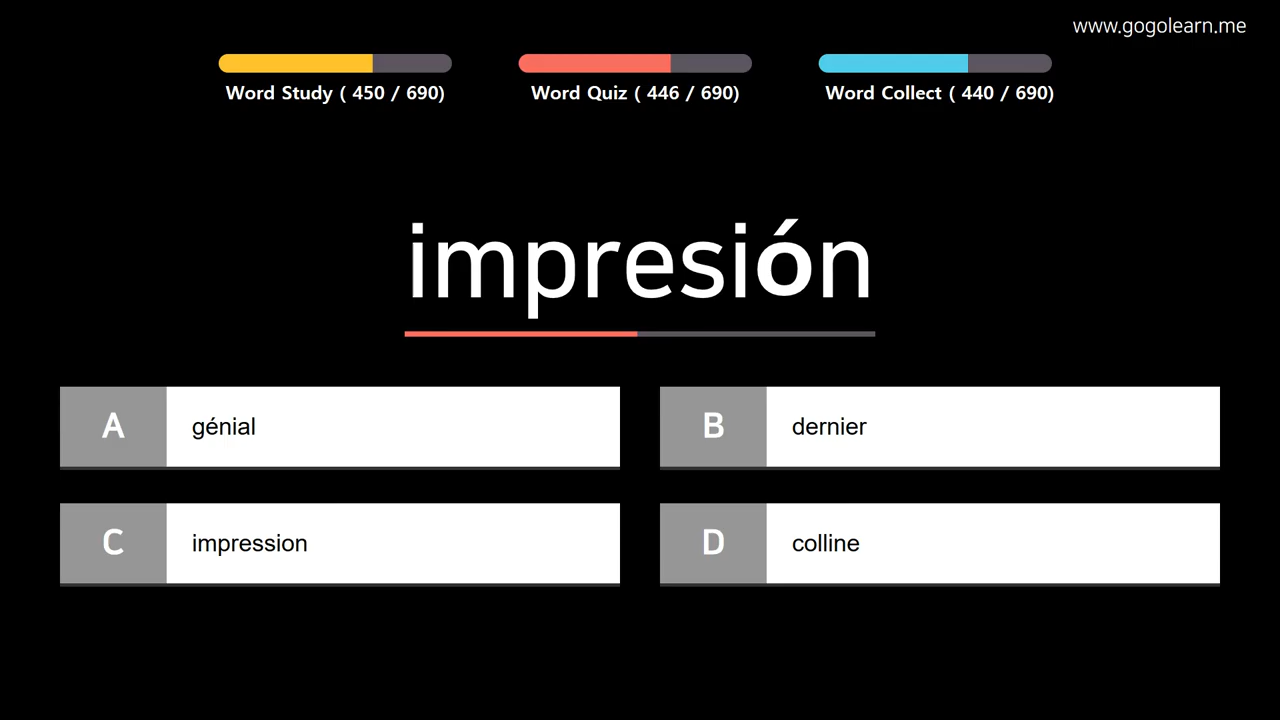 www.gogolearn.me
Word Study ( 450 / 690)
Word Quiz ( 446 / 690)
Word Collect ( 440 / 690)
impresión
A génial
B dernier
C impression
D colline